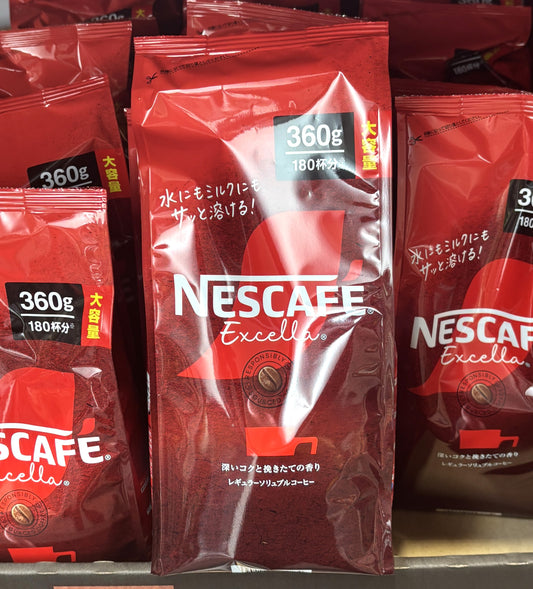 360g
180杯分※
大容量
水にもミルクにも
サッと溶ける!
NESCAFÉ®
Excella®
RESPONSIBLY
SOURCED
深いコクと挽きたての香り
レギュラーソリュブルコーヒー
360g
180杯分※
大容量
360g
大容量
水にもミルクにも
サッと溶ける!
NESCAFÉ
Excella®
深いコクと挽きたての香り
レギュラーソリュブルコーヒー